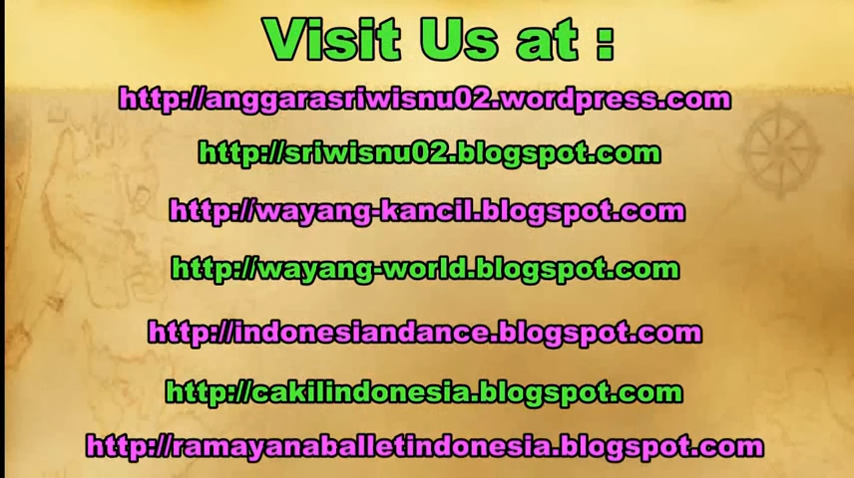 Visit Us at :
http://anggarasriwisnu02.wordpress.com
http://sriwisnu02.blogspot.com
http://wayang-kancil.blogspot.com
http://wayang-world.blogspot.com
http://indonesiandance.blogspot.com
http://cakilindonesia.blogspot.com
http://ramayanaballetindonesia.blogspot.com